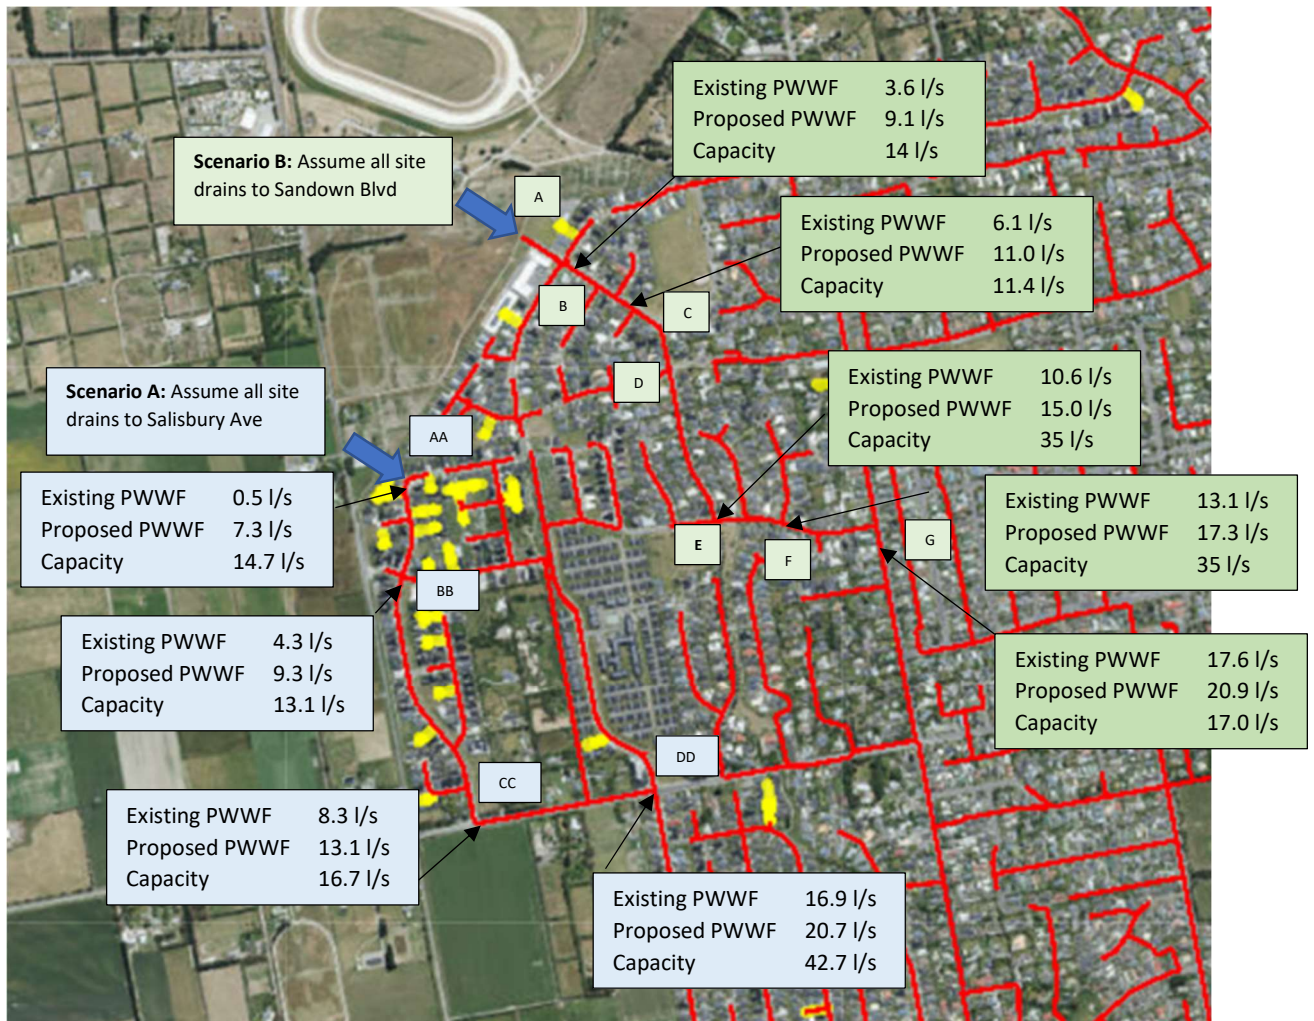 Existing PWWF 3.6 l/s
Proposed PWWF 9.1 l/s
Capacity 14 l/s
Scenario B: Assume all site
drains to Sandown Blvd
A
Existing PWWF 6.1 l/s
Proposed PWWF 11.0 l/s
Capacity 11.4 l/s
B
C
D
Existing PWWF 10.6 l/s
Proposed PWWF 15.0 l/s
Capacity 35 l/s
Scenario A: Assume all site
drains to Salisbury Ave
AA
Existing PWWF 0.5 l/s
Proposed PWWF 7.3 l/s
Capacity 14.7 l/s
Existing PWWF 13.1 l/s
Proposed PWWF 17.3 l/s
Capacity 35 l/s
E
F
G
BB
Existing PWWF 4.3 l/s
Proposed PWWF 9.3 l/s
Capacity 13.1 l/s
Existing PWWF 17.6 l/s
Proposed PWWF 20.9 l/s
Capacity 17.0 l/s
DD
CC
Existing PWWF 8.3 l/s
Proposed PWWF 13.1 l/s
Capacity 16.7 l/s
Existing PWWF 16.9 l/s
Proposed PWWF 20.7 l/s
Capacity 42.7 l/s